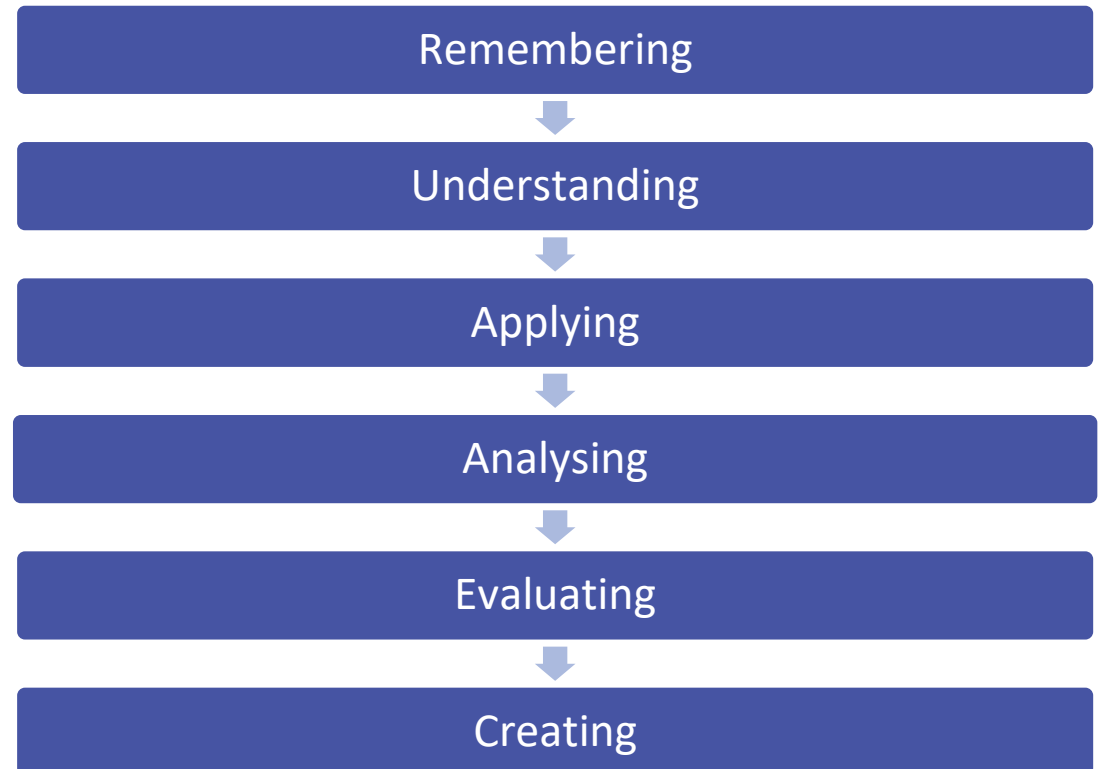 Remembering
Understanding
Applying
Analysing
Evaluating
Creating